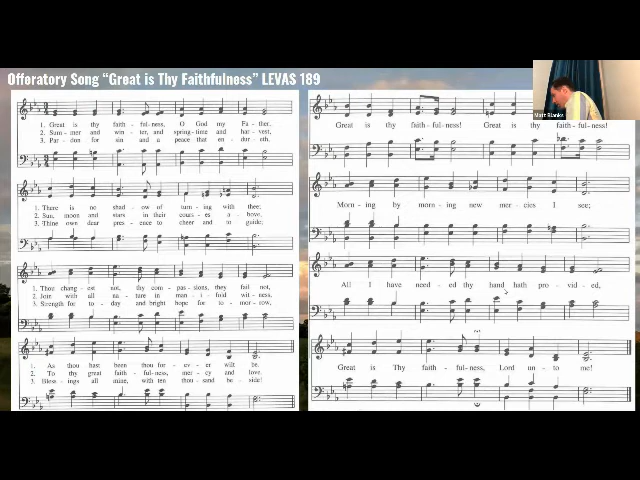 Offeratory Song “Great is Thy Faithfulness” LEVAS 189
Matt Blanks
1. Great is thy faith - ful-ness, O God my Fa - ther,
2. Sum-mer and win - ter, and spring-time and har - vest,
3. Par - don for sin and a peace that en - dur - eth,
1. There is no shad - ow of turn - ing with thee;
2. Sun, moon and stars in their cours - es a - bove,
3. Thine own dear pres - ence to cheer and to guide;
1. Thou chang - est not, thy com - pas - sions, they fail not,
2. Join with all na - ture in man - i - fold wit - ness,
3. Strength for to - day and bright hope for to - mor - row,
1. As thou hast been thou for - ev - er wilt be.
2. To thy great faith - ful-ness, mer - cy and love.
3. Bless - ings all mine, with ten thou - sand be - side!
Great is thy faith - ful - ness! Great is thy faith - ful-ness!
Morn - ing by morn - ing new mer - cies I see;
All I have need - ed thy hand hath pro - vid - ed,
Great is Thy faith - ful-ness, Lord un - to me!